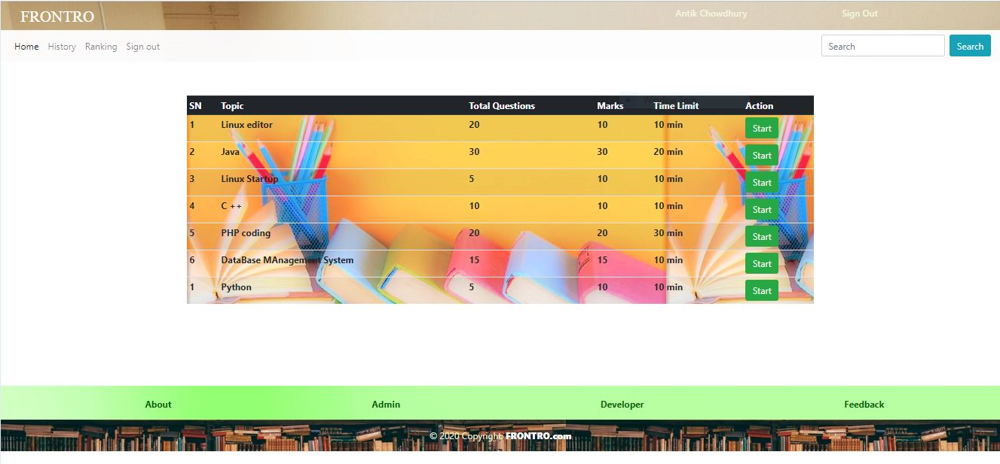 FRONTRO Antik Chowdhury Sign Out
Home History Ranking Sign out Search Search
SN Topic Total Questions Marks Time Limit Action
1 Linux editor 20 10 10 min Start
2 Java 30 30 20 min Start
3 Linux Startup 5 10 10 min Start
4 C ++ 10 10 10 min Start
5 PHP coding 20 20 30 min Start
6 DataBase MAnagement System 15 15 10 min Start
1 Python 5 10 10 min Start
About Admin Developer Feedback
© 2020 Copyright: FRONTRO.com